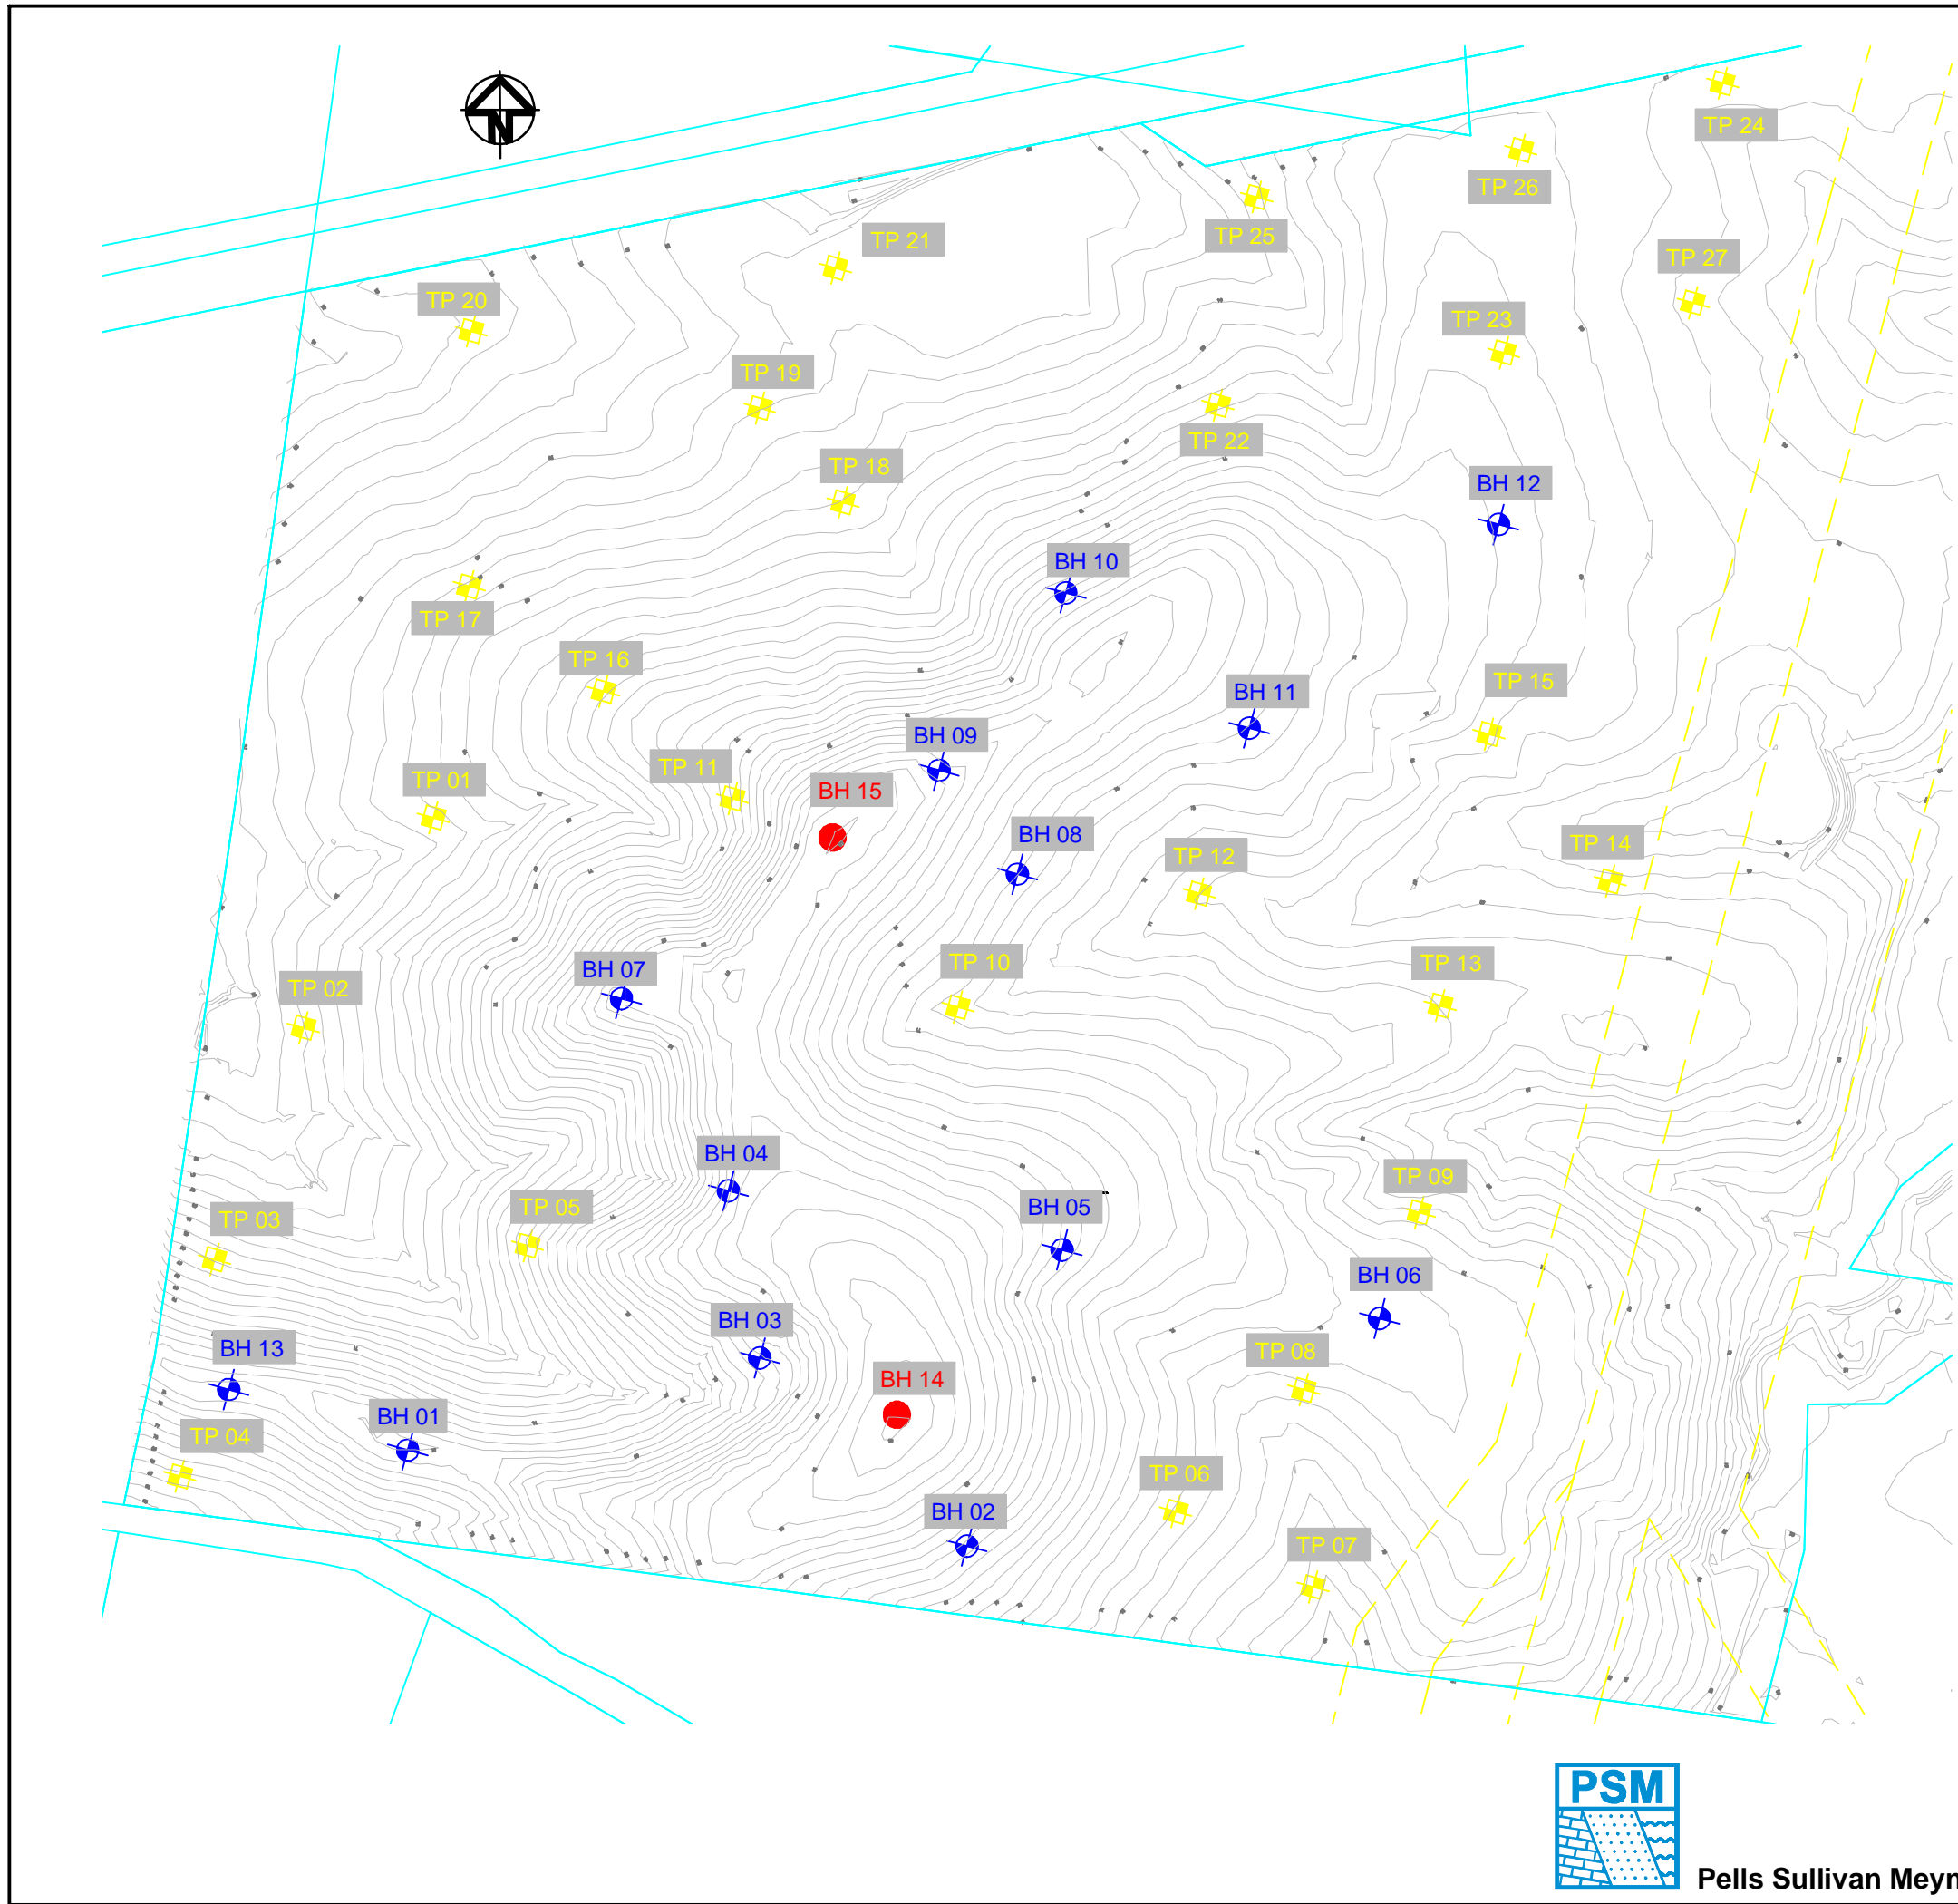 N
TP 24
TP 26
TP 25
TP 21
TP 27
TP 20
TP 23
TP 19
TP 22
TP 18
BH 12
BH 10
TP 17
TP 16
TP 15
BH 11
BH 09
TP 11
TP 01
BH 15
BH 08
TP 14
TP 12
TP 10
TP 13
BH 07
TP 02
BH 04
TP 09
TP 05
BH 05
TP 03
BH 06
BH 03
BH 13
TP 08
BH 14
BH 01
TP 04
TP 06
BH 02
TP 07
PSM
Pells Sullivan Meyn